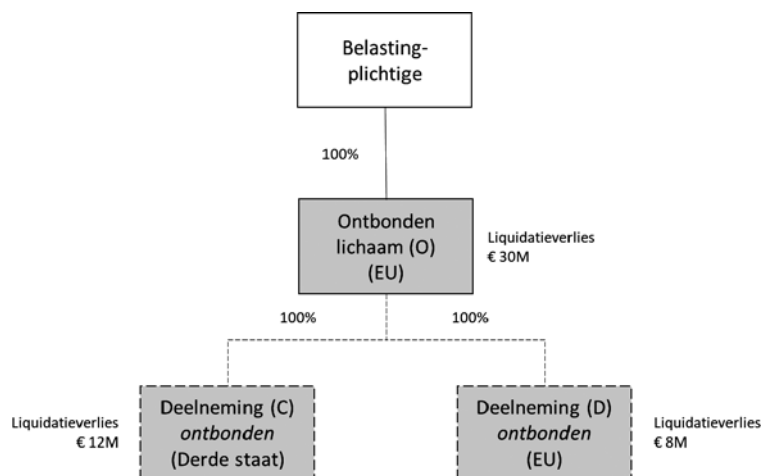 Belasting-
plichtige
100%
Ontbonden
lichaam (O)
(EU)
Liquidatieverlies
€ 30M
100%
100%
Liquidatieverlies
€ 12M
Deelneming (C)
ontbonden
(Derde staat)
Deelneming (D)
ontbonden
(EU)
Liquidatieverlies
€ 8M